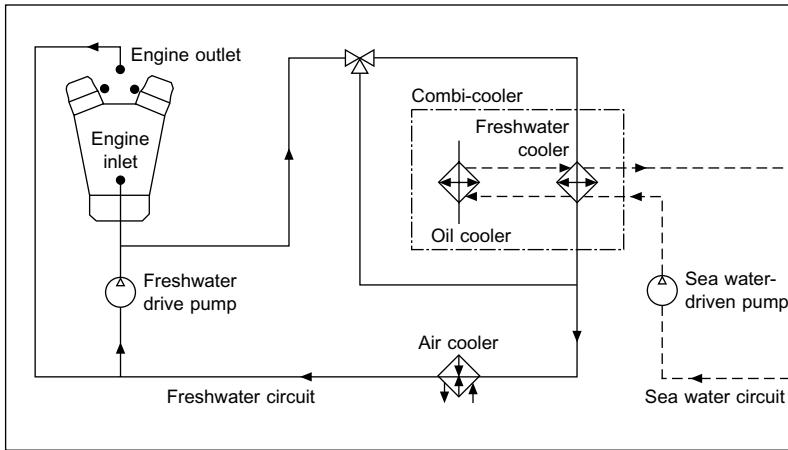 Engine outlet
Engine
inlet
Combi-cooler
Freshwater
cooler
Oil cooler
Freshwater
drive pump
Sea water-
driven pump
Air cooler
Freshwater circuit
Sea water circuit